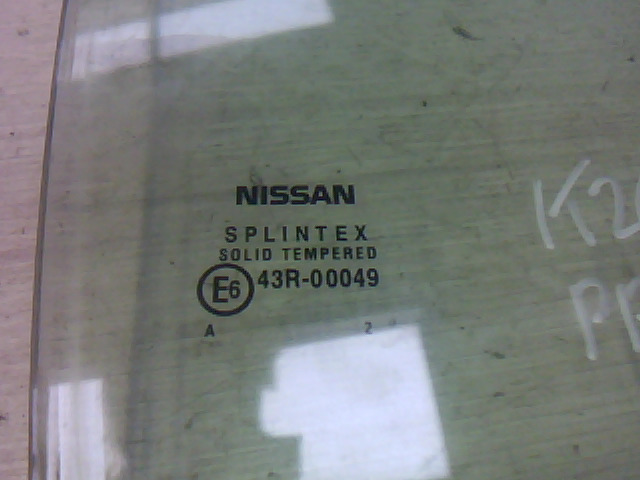 NISSAN
SPLINTEX
SOLID TEMPERED
E6 43R-00049
A 2